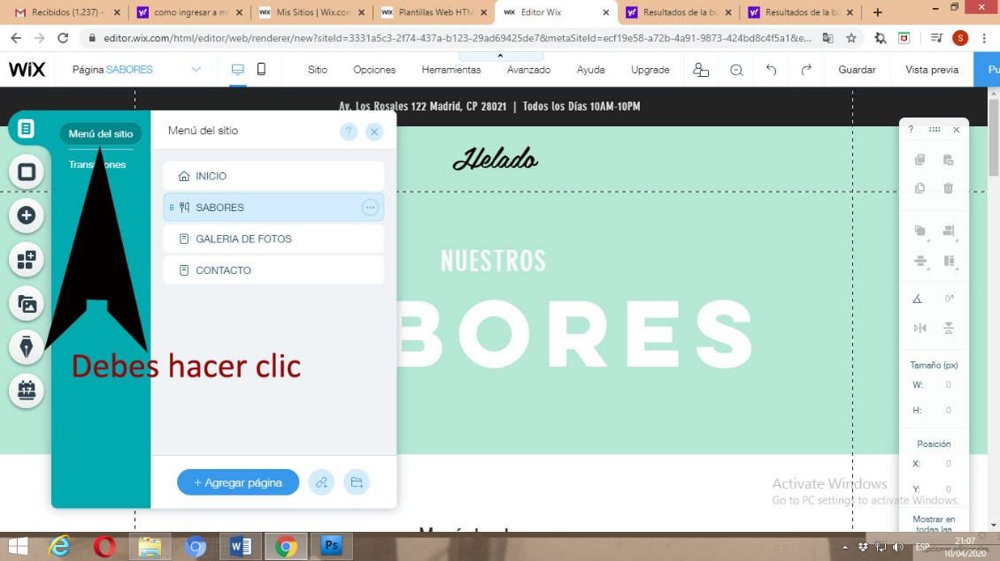 Recibidos (1.237) -
como ingresar a mi
Mis Sitios | Wix.com
Plantillas Web HTM
Editor Wix
Resultados de la bú
Resultados de la bú
editor.wix.com/html/editor/web/renderer/new?siteId=3331a5c3-2f74-437a-b123-29ad69425de7&metaSiteId=ecf19e58-a72b-4a91-9873-424bd8c4f5a1&e...
S
WiX
Página SABORES
Sitio
Opciones
Herramientas
Avanzado
Ayuda
Upgrade
Guardar
Vista previa
Pu
Av. Los Rosales 122 Madrid, CP 28021 | Todos los Días 10AM-10PM
Menú del sitio
Menú del sitio
?
Transiciones
INICIO
SABORES
GALERIA DE FOTOS
CONTACTO
Debes hacer clic
+ Agregar página
Helado
NUESTROS
BORES
?
0°
Tamaño (px)
W: 0
H: 0
Posición
X: 0
Y: 0
Mostrar en
todas las
Activate Windows
Go to PC settings to activate Windows.
ESP
21:07
10/04/2020